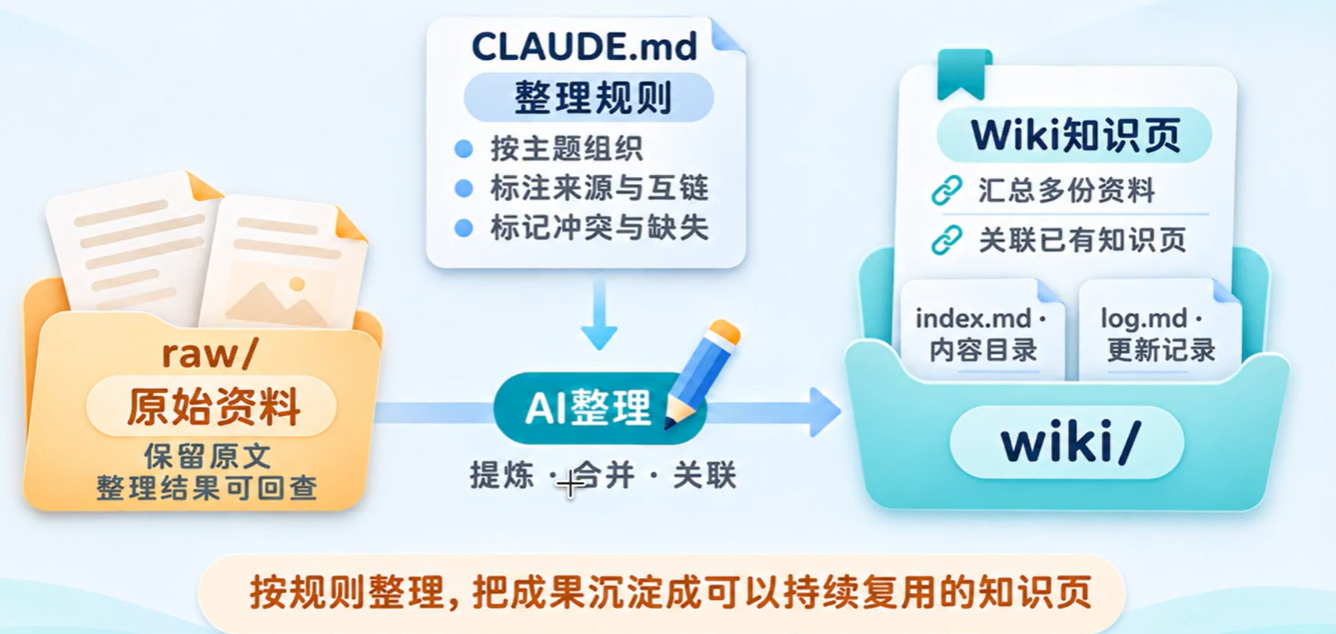 CLAUDE.md
整理规则
按主题组织
标注来源与互链
标记冲突与缺失
raw/
原始资料
保留原文
整理结果可回查
AI整理
提炼 · 合并 · 关联
Wiki知识页
汇总多份资料
关联已有知识页
index.md ·
内容目录
log.md ·
更新记录
wiki/
按规则整理，把成果沉淀成可以持续复用的知识页